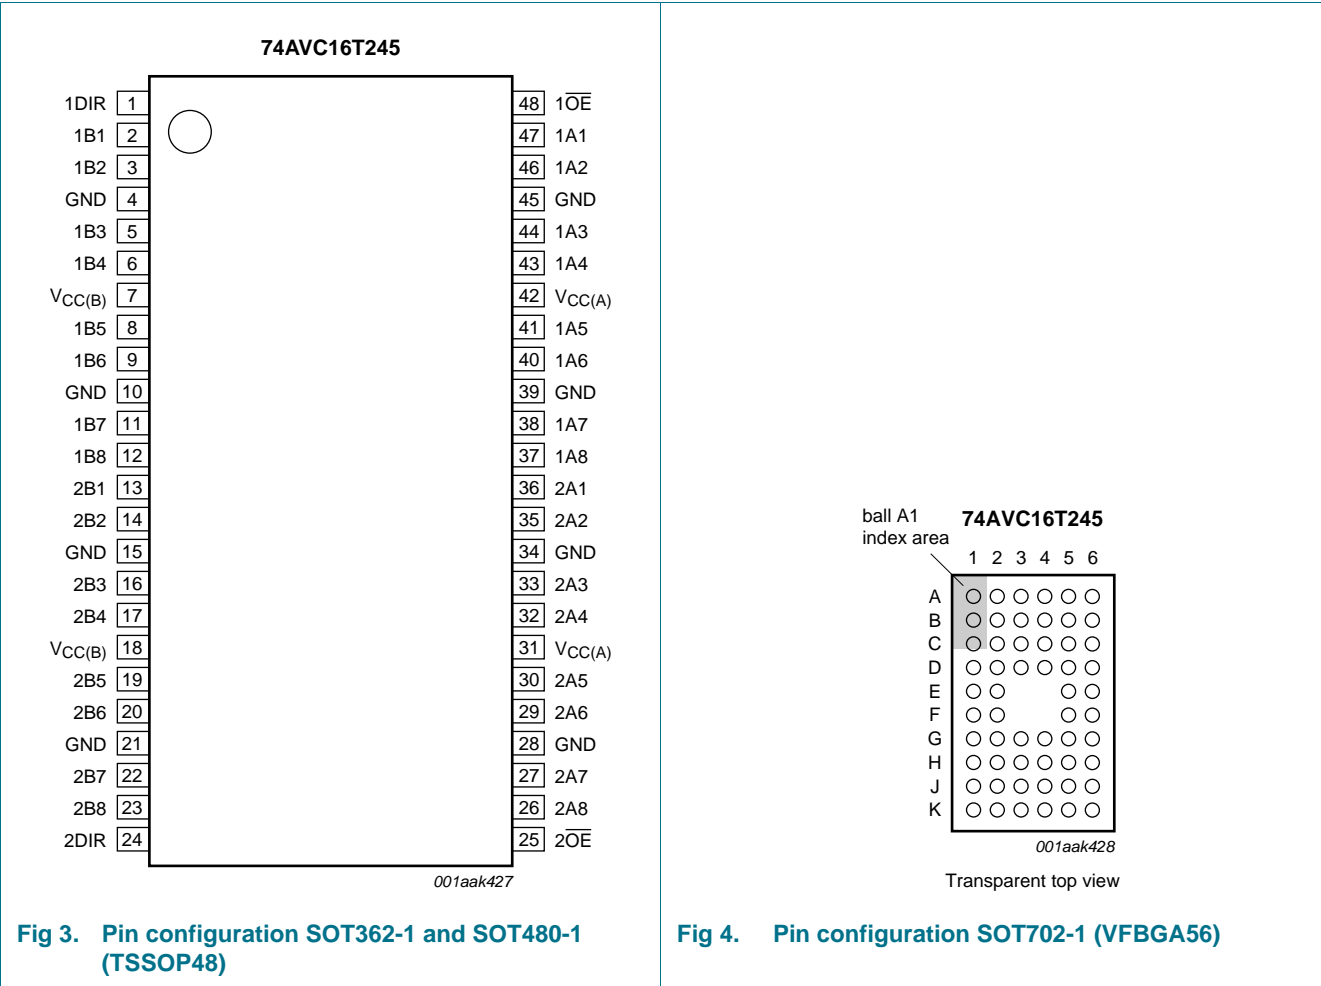 74AVC16T245
1DIR 1 48 1OE
1B1 2 47 1A1
1B2 3 46 1A2
GND 4 45 GND
1B3 5 44 1A3
1B4 6 43 1A4
VCC(B) 7 42 VCC(A)
1B5 8 41 1A5
1B6 9 40 1A6
GND 10 39 GND
1B7 11 38 1A7
1B8 12 37 1A8
2B1 13 36 2A1
2B2 14 35 2A2
GND 15 34 GND
2B3 16 33 2A3
2B4 17 32 2A4
VCC(B) 18 31 VCC(A)
2B5 19 30 2A5
2B6 20 29 2A6
GND 21 28 GND
2B7 22 27 2A7
2B8 23 26 2A8
2DIR 24 25 2OE
001aak427
Fig 3. Pin configuration SOT362-1 and SOT480-1
(TSSOP48)
ball A1
index area
74AVC16T245
1 2 3 4 5 6
A
B
C
D
E
F
G
H
J
K
001aak428
Transparent top view
Fig 4. Pin configuration SOT702-1 (VFBGA56)